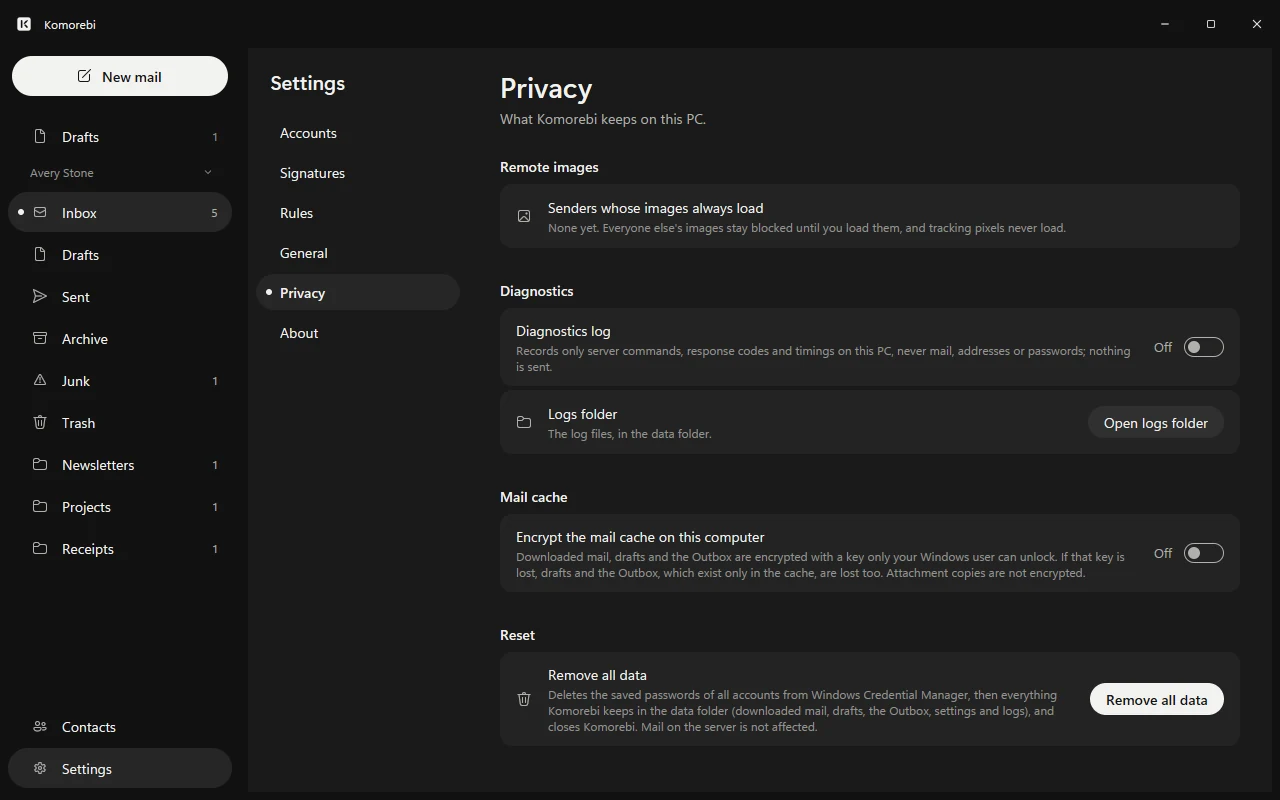 Komorebi
New mail
Drafts 1
Avery Stone
Inbox 5
Drafts
Sent
Archive
Junk 1
Trash
Newsletters 1
Projects 1
Receipts 1
Contacts
Settings
Settings
Accounts
Signatures
Rules
General
Privacy
About
Privacy
What Komorebi keeps on this PC.
Remote images
Senders whose images always load
None yet. Everyone else's images stay blocked until you load them, and tracking pixels never load.
Diagnostics
Diagnostics log
Records only server commands, response codes and timings on this PC, never mail, addresses or passwords; nothing
is sent.
Off
Logs folder
The log files, in the data folder.
Open logs folder
Mail cache
Encrypt the mail cache on this computer
Downloaded mail, drafts and the Outbox are encrypted with a key only your Windows user can unlock. If that key is
lost, drafts and the Outbox, which exist only in the cache, are lost too. Attachment copies are not encrypted.
Off
Reset
Remove all data
Deletes the saved passwords of all accounts from Windows Credential Manager, then everything
Komorebi keeps in the data folder (downloaded mail, drafts, the Outbox, settings and logs), and
closes Komorebi. Mail on the server is not affected.
Remove all data